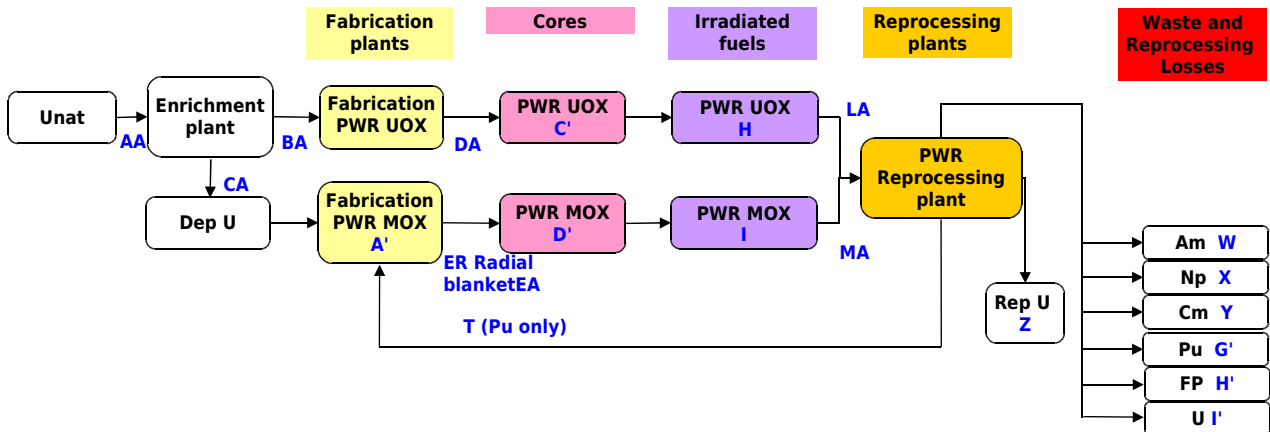 Fabrication
plants
Cores
Irradiated
fuels
Reprocessing
plants
Waste and
Reprocessing
Losses
Unat
AA
Enrichment
plant
BA
Fabrication
PWR UOX
DA
PWR UOX
C'
PWR UOX
H
LA
CA
Dep U
Fabrication
PWR MOX
A'
ER Radial
blanketEA
PWR MOX
D'
PWR MOX
I
MA
PWR
Reprocessing
plant
T (Pu only)
Rep U
Z
Am W
Np X
Cm Y
Pu G'
FP H'
U I'